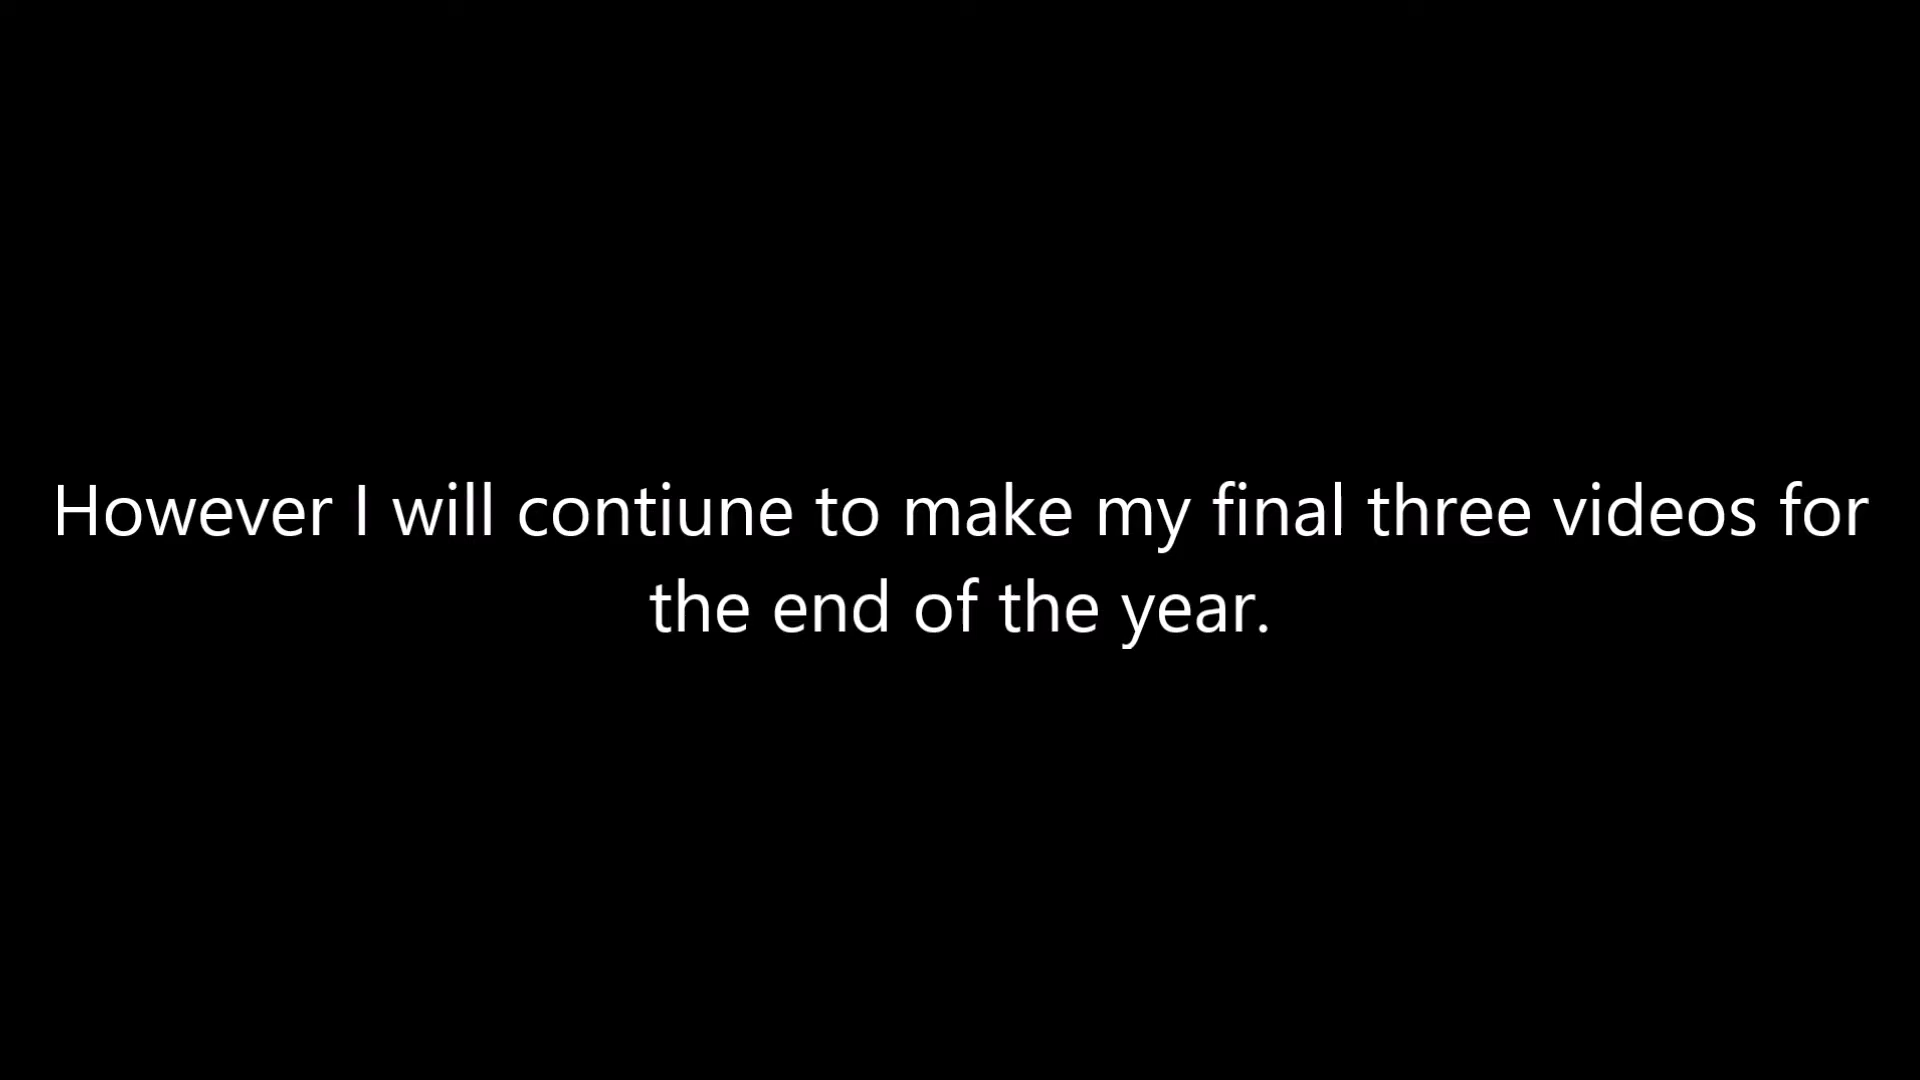 However I will contiune to make my final three videos for
the end of the year.